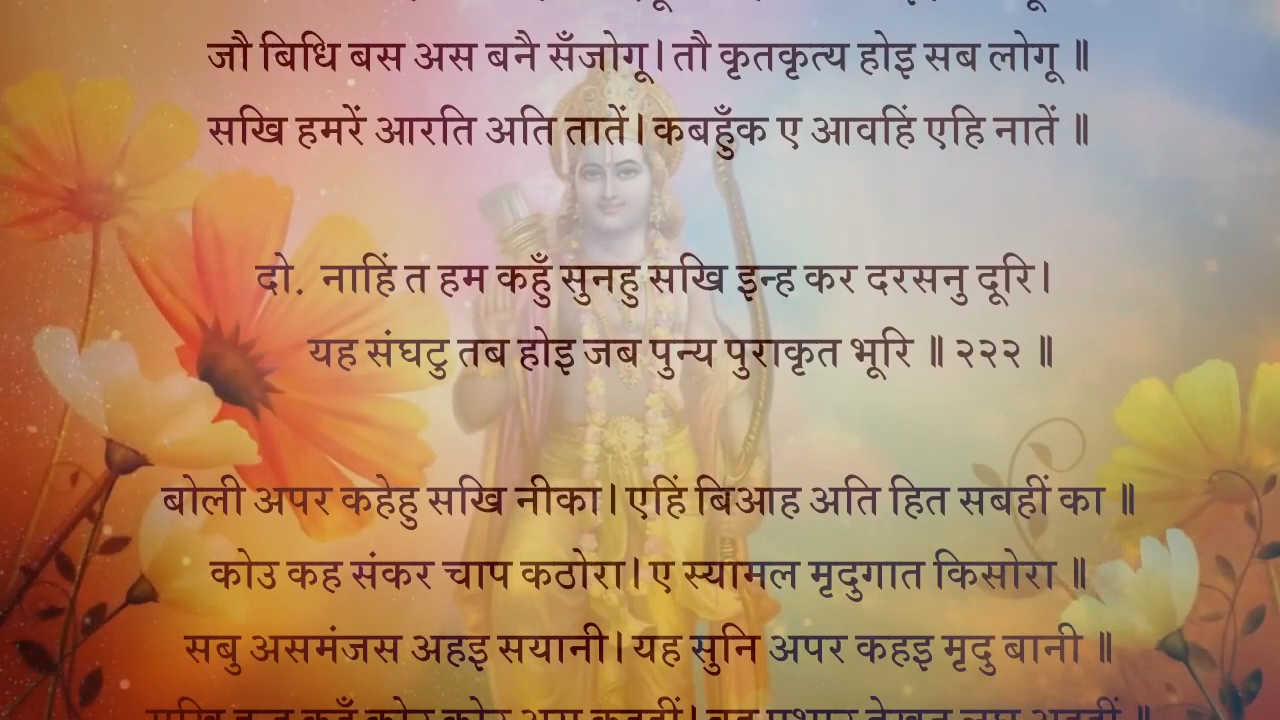 जौ बिधि बस अस बनै सँजोगू। तौ कृतकृत्य होइ सब लोगू ॥
सखि हमरें आरति अति तातें। कबहुँक ए आवहिं एहि नातें ॥
दो. नाहिं त हम कहुँ सुनहु सखि इन्ह कर दरसनु दूरि।
यह संघटु तब होइ जब पुन्य पुराकृत भूरि ॥ २२२ ॥
बोली अपर कहेहु सखि नीका। एहिं बिआह अति हित सबहीं का ॥
कोउ कह संकर चाप कठोरा। ए स्यामल मृदुगात किसोरा ॥
सबु असमंजस अहइ सयानी। यह सुनि अपर कहइ मृदु बानी ॥